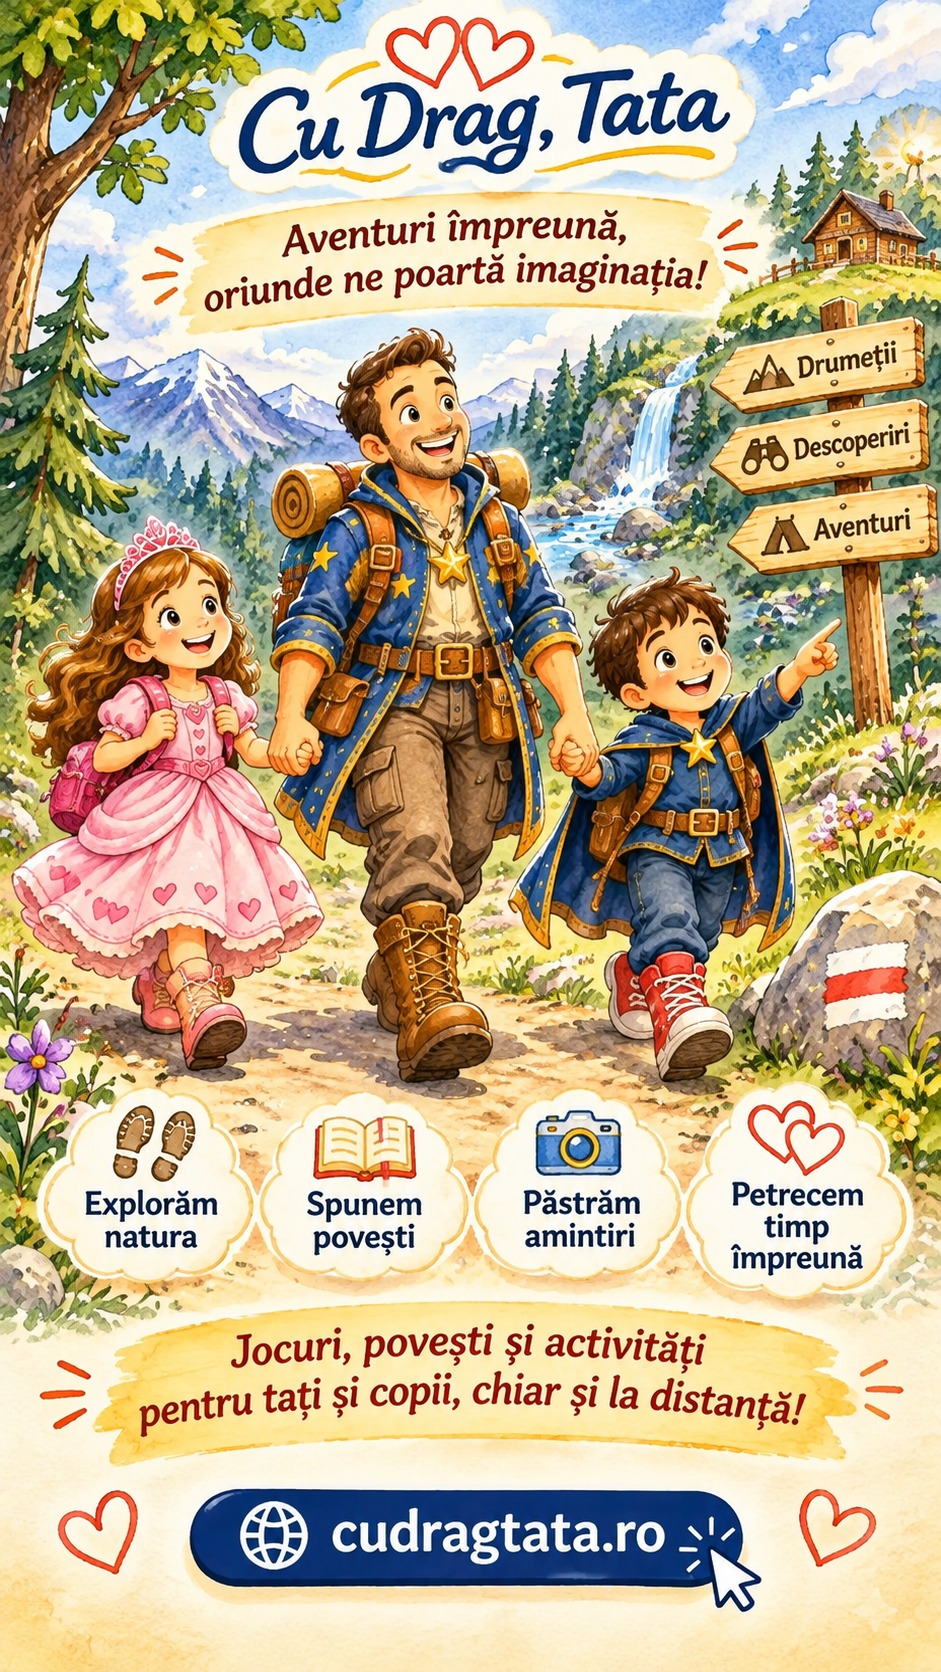 Cu Drag, Tata
Aventuri împreună,
oriunde ne poartă imaginația!
Drumeții
Descoperiri
Aventuri
Explorăm
natura
Spunem
povești
Păstrăm
amintiri
Petrecem
timp
împreună
Jocuri, povești și activități
pentru tați și copii, chiar și la distanță!
cudragtata.ro